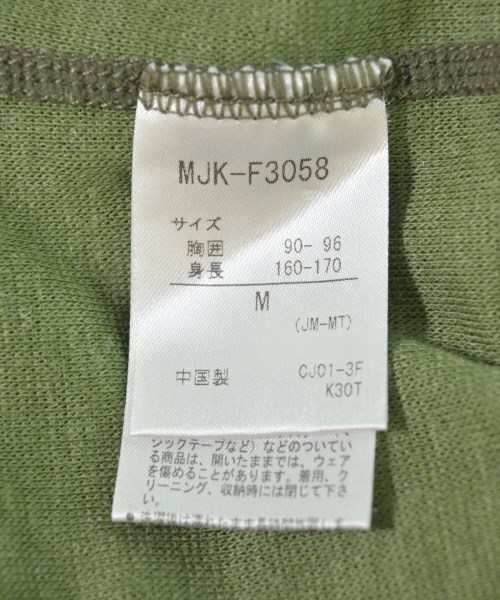 MJK-F3058
サイズ
胸囲 90- 96
身長 160-170
M
(JM-MT)
中国製 CJ01-3F
K30T
シックテープなど)などのついてい
る商品は、開いたままでは、ウェア
を傷めることがあります。着用、ク
リーニング、収納時には閉じて下さ
い。